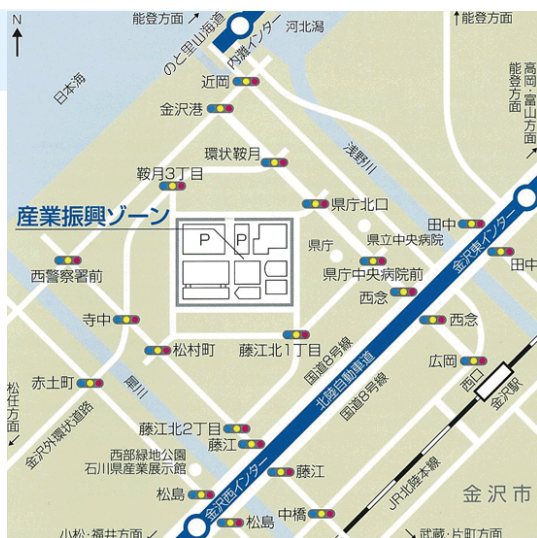 能登方面
能登方面
N
のと里山海道
内灘インター
河北潟
日本海
近岡
高岡・富山方面
能登方面
金沢港
浅野川
環状鞍月
鞍月3丁目
県庁北口
産業振興ゾーン
P
P
県庁
県立中央病院
田中
金沢東インター
田中
西警察署前
県庁中央病院前
西念
寺中
松村町
藤江北1丁目
西念
国道8号線
北陸自動車道
国道8号線
広岡
西口
金沢駅
赤土町
犀川
松任方面
金沢外環状道路
藤江北2丁目
藤江
西部緑地公園
石川県産業展示館
金沢西インター
藤江
JR北陸本線
松島
松島
中橋
金沢市
小松・福井方面
武蔵・片町方面